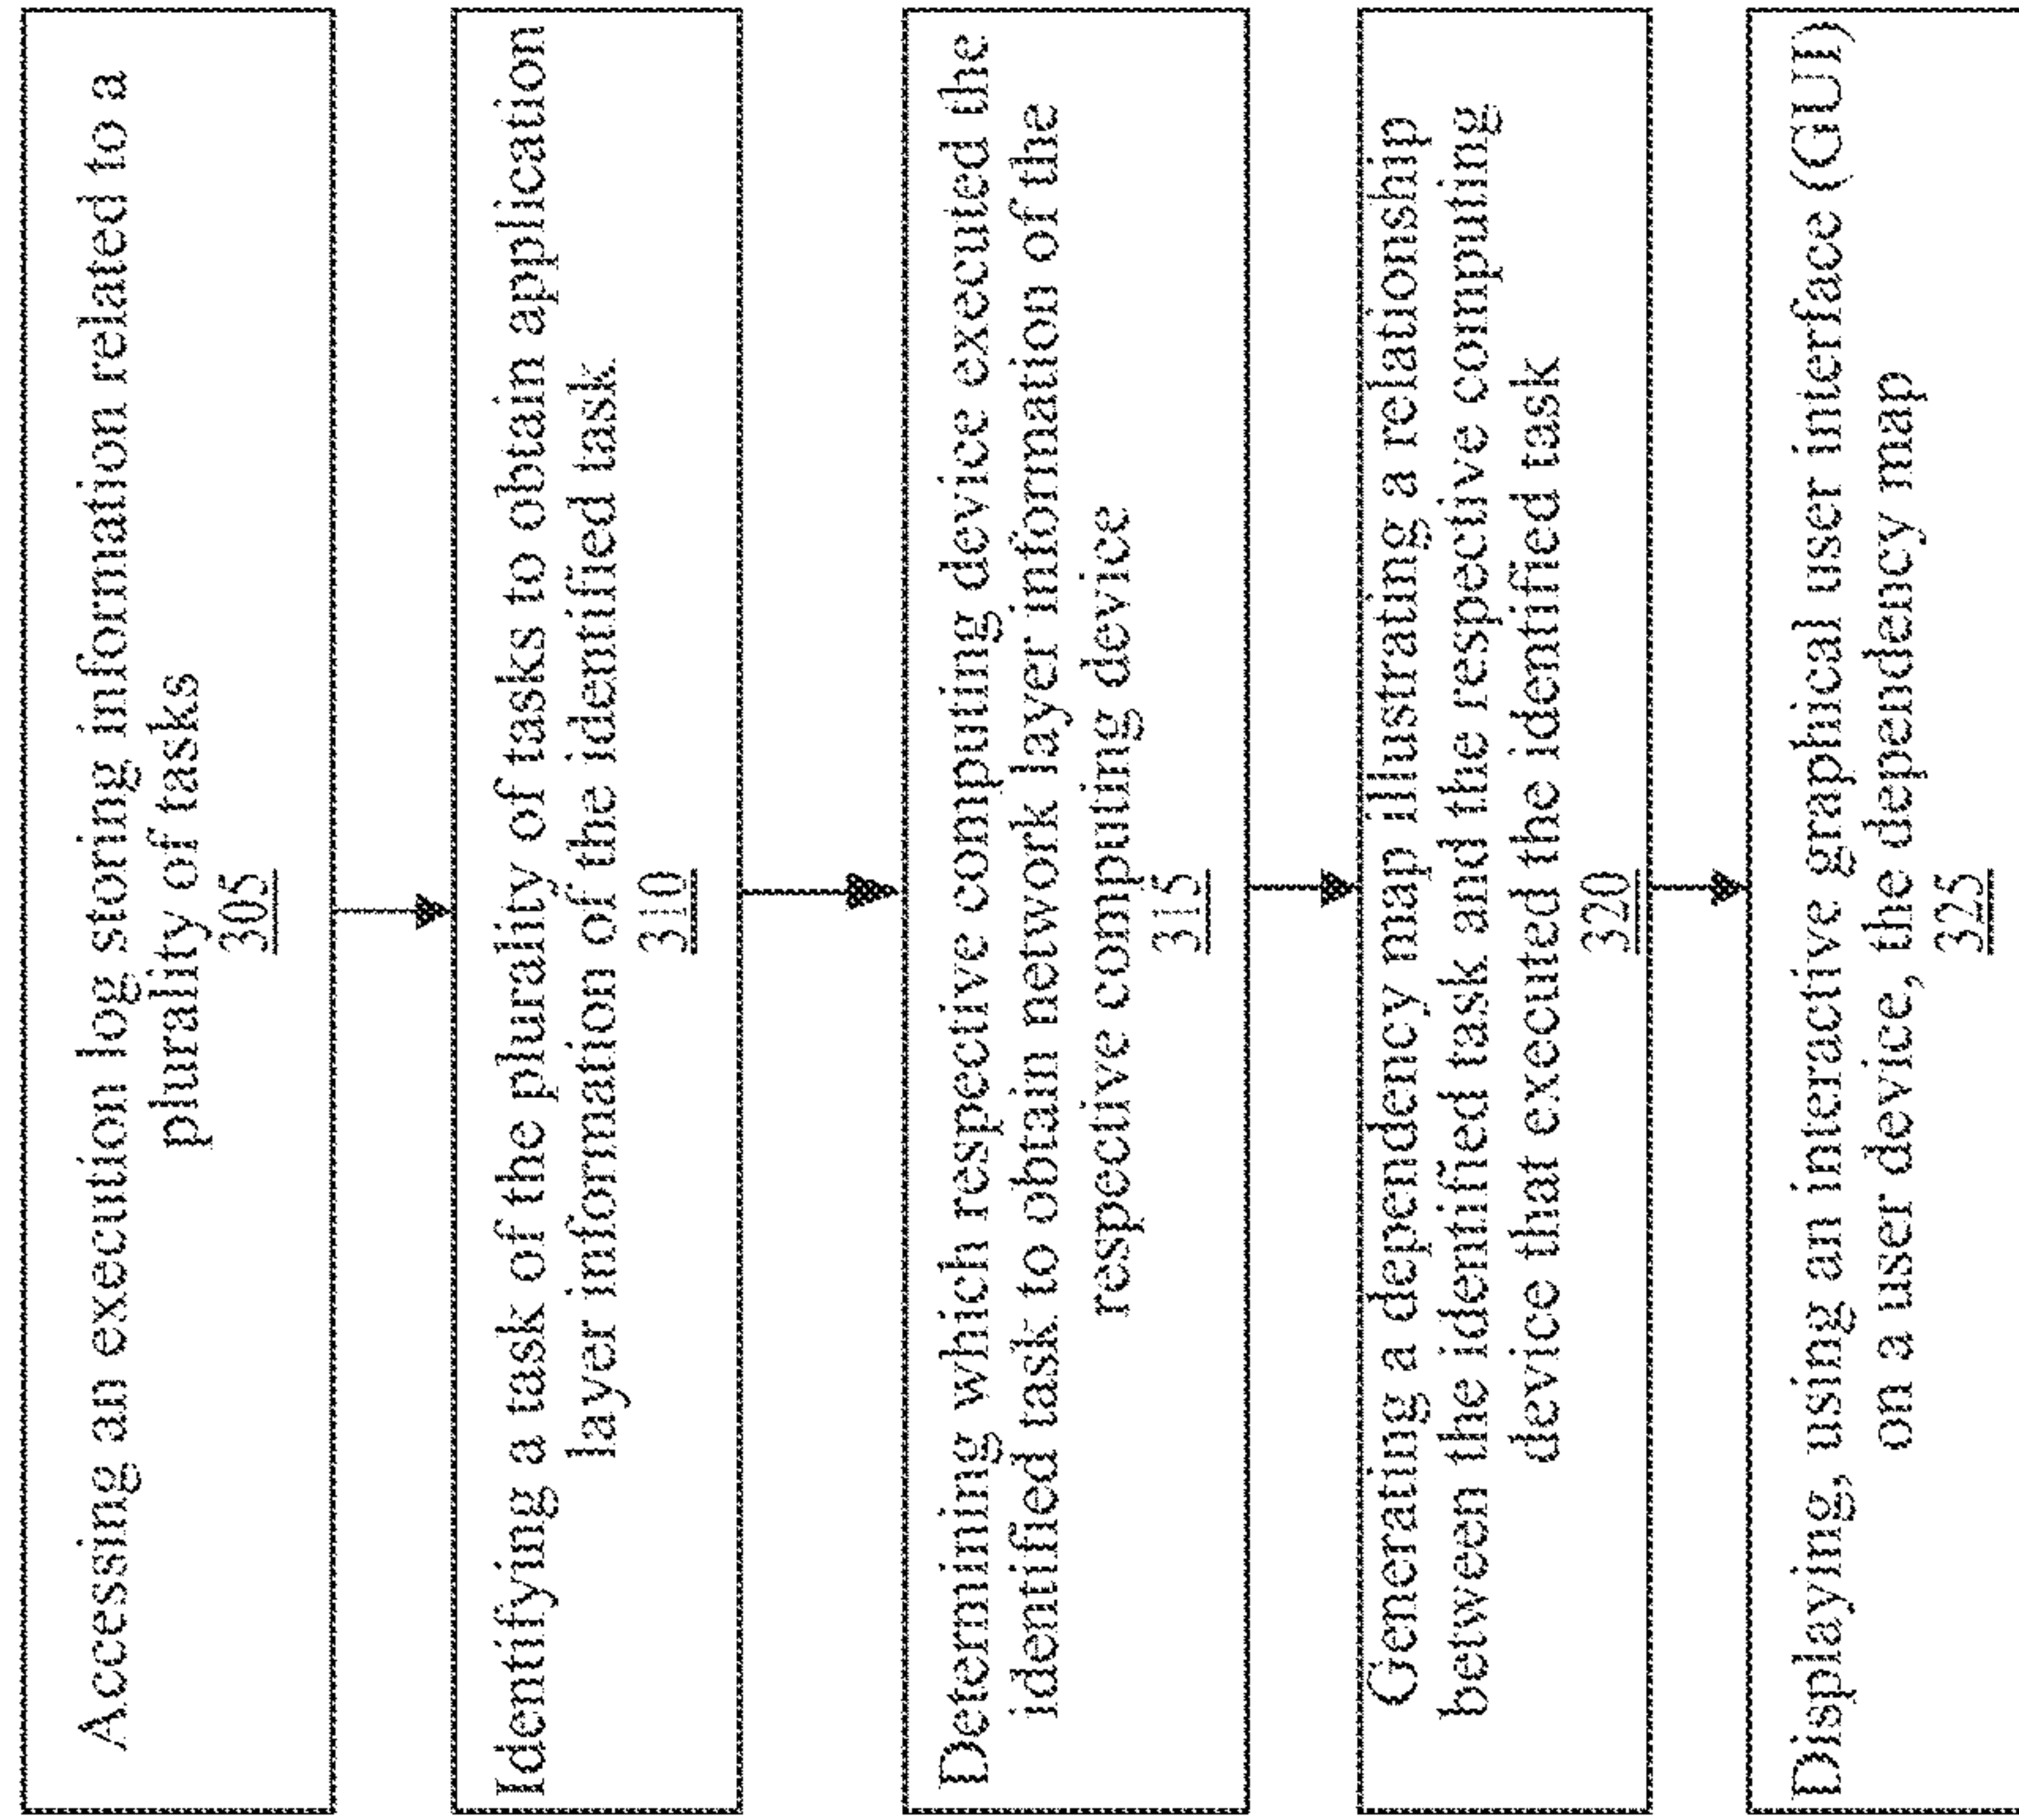 Accessing an execution log storing information related to a
plurality of tasks
305
Identifying a task of the plurality of tasks to obtain application
layer information of the identified task
310
Determining which respective computing device executed the
identified task to obtain network layer information of the
respective computing device
315
Generating a dependency map illustrating a relationship
between the identified task and the respective computing
device that executed the identified task
320
Displaying, using an interactive graphical user interface (GUI)
on a user device, the dependency map
325